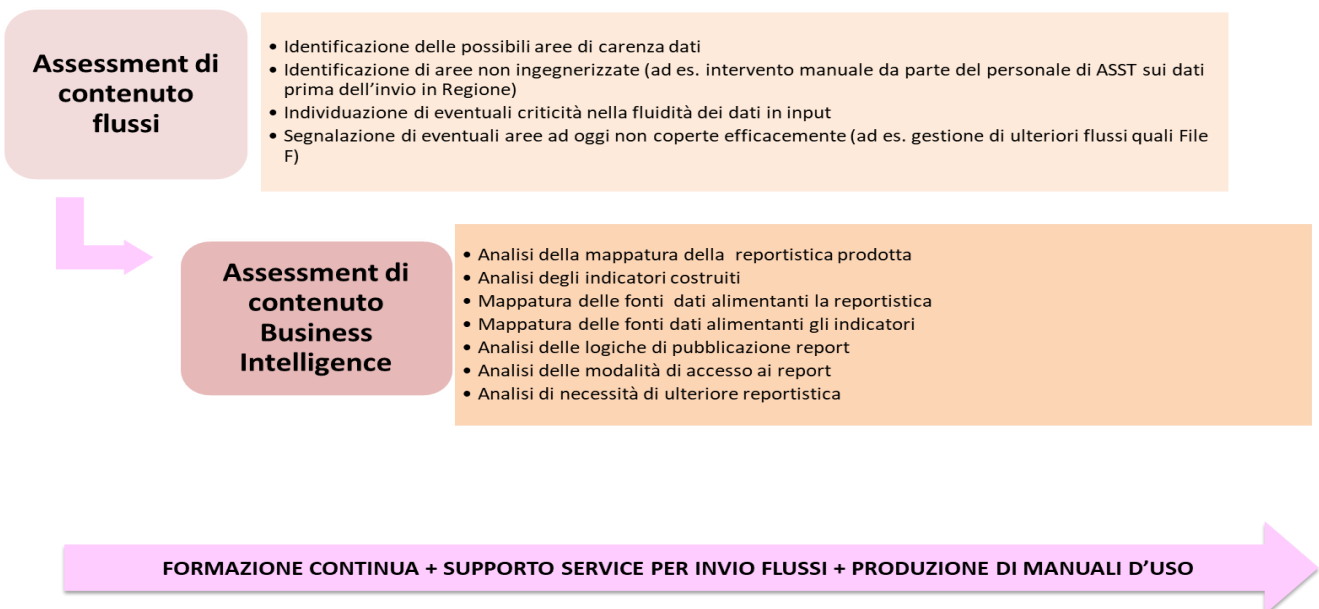 Assessment di
contenuto
flussi
• Identificazione delle possibili aree di carenza dati
• Identificazione di aree non ingegnerizzate (ad es. intervento manuale da parte del personale di ASST sui dati
prima dell'invio in Regione)
• Individuazione di eventuali criticità nella fluidità dei dati in input
• Segnalazione di eventuali aree ad oggi non coperte efficacemente (ad es. gestione di ulteriori flussi quali File
F)
Assessment di
contenuto
Business
Intelligence
• Analisi della mappatura della reportistica prodotta
• Analisi degli indicatori costruiti
• Mappatura delle fonti dati alimentanti la reportistica
• Mappatura delle fonti dati alimentanti gli indicatori
• Analisi delle logiche di pubblicazione report
• Analisi delle modalità di accesso ai report
• Analisi di necessità di ulteriore reportistica
FORMAZIONE CONTINUA + SUPPORTO SERVICE PER INVIO FLUSSI + PRODUZIONE DI MANUALI D'USO